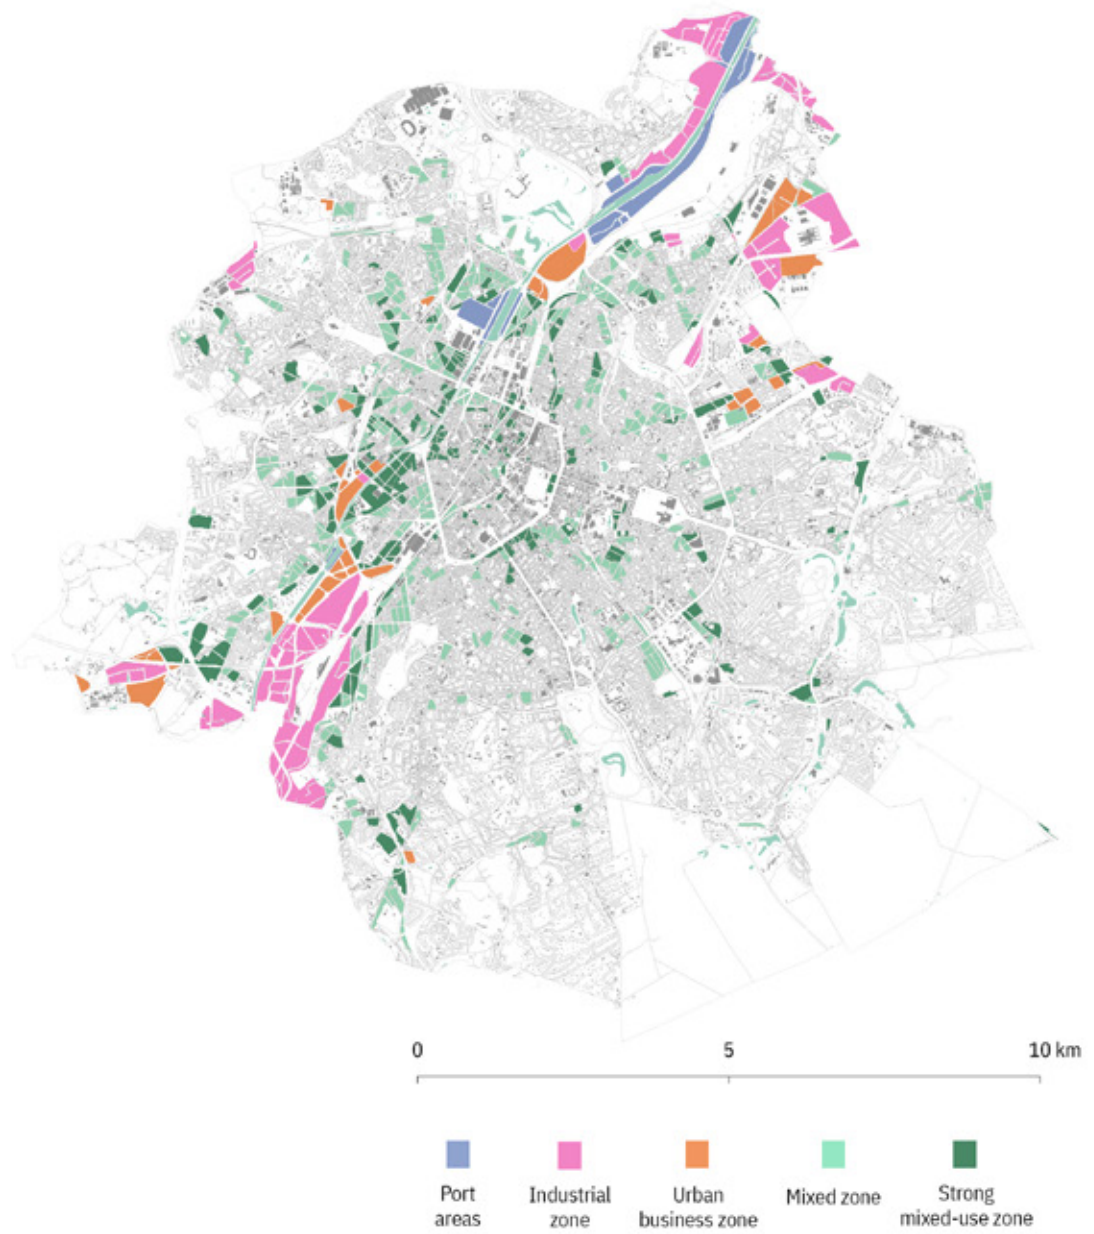 0 5 10 km
Port Industrial Urban Mixed zone Strong
areas zone business zone mixed-use zone